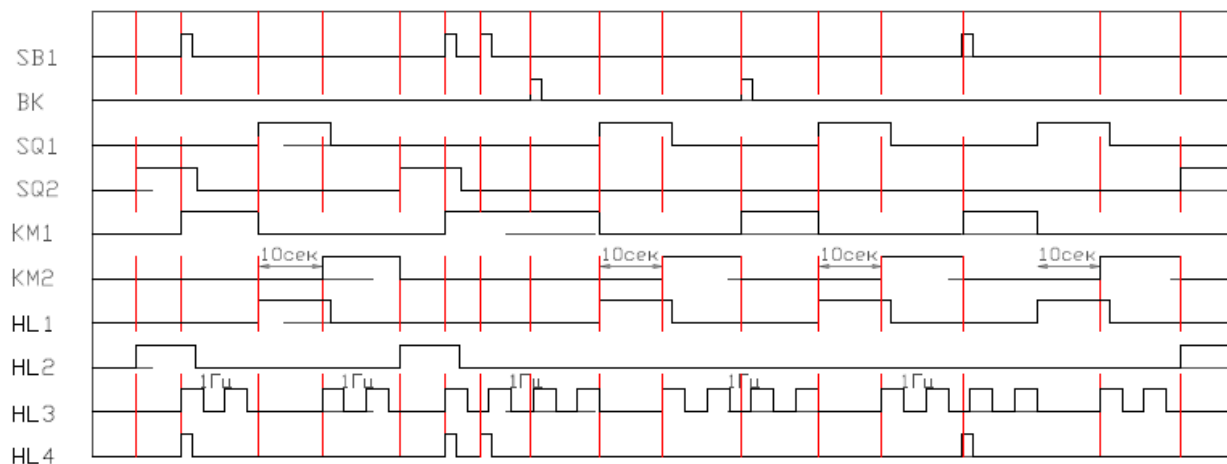 SB1
BK
SQ1
SQ2
KM1
10сек 10сек 10сек 10сек
KM2
HL1
HL2
1Гц 1Гц 1Гц 1Гц 1Гц
HL3
HL4